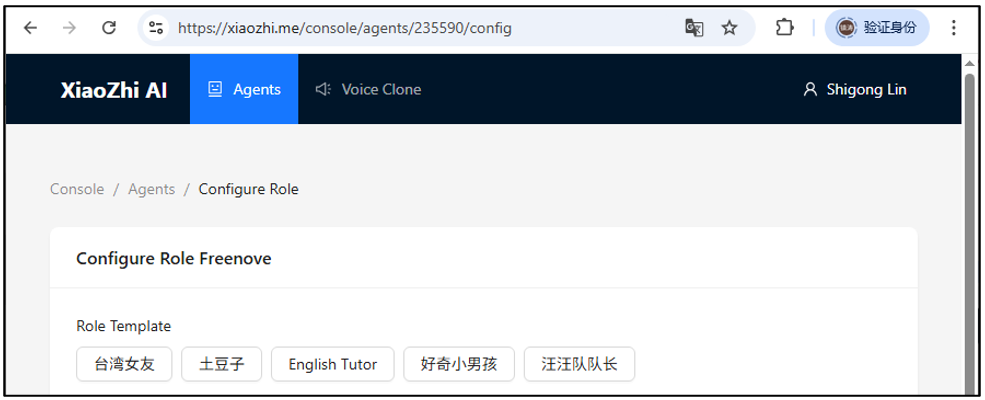 https://xiaozhi.me/console/agents/235590/config
验证身份
XiaoZhi AI Agents Voice Clone Shigong Lin
Console / Agents / Configure Role
Configure Role Freenove
Role Template
台湾女友 土豆子 English Tutor 好奇小男孩 汪汪队队长